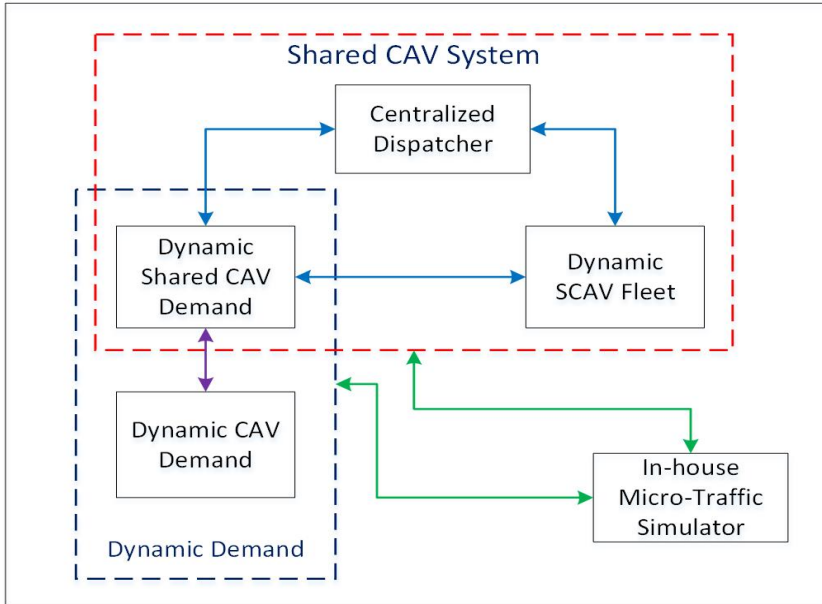 Shared CAV System
Centralized
Dispatcher
Dynamic
Shared CAV
Demand
Dynamic
SCAV Fleet
Dynamic CAV
Demand
In-house
Micro-Traffic
Simulator
Dynamic Demand